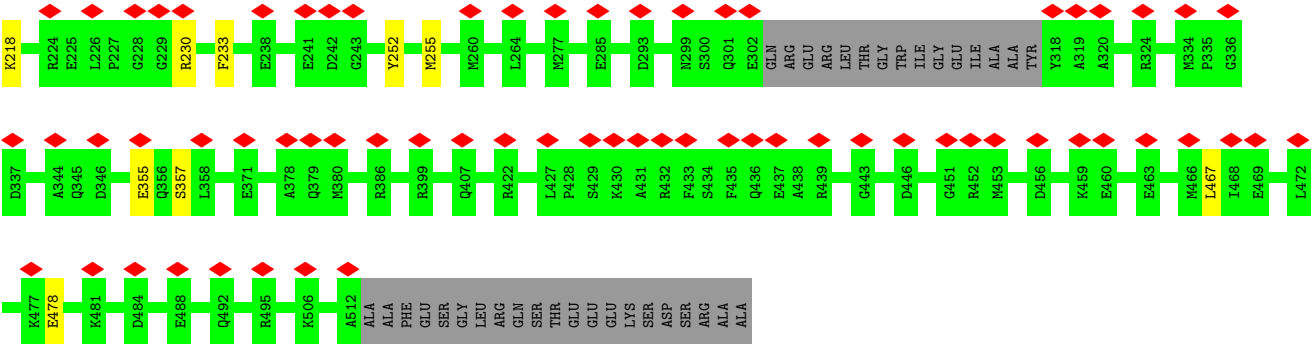 K218 R224 E225 L226 P227 G228 G229 R230 F233 E238 E241 D242 G243 Y252 M255 M260 L264 M277 E285 D293 N299 S300 Q301 E302 GLN ARG GLU ARG LEU THR GLY TRP ILE GLY GLU ILE ALA ALA TYR Y318 A319 A320 R324 M334 P335 G336
D337 A344 Q345 D346 E355 Q356 S357 L358 E371 A378 Q379 M380 R386 R399 Q407 R422 L427 P428 S429 K430 A431 R432 F433 S434 F435 Q436 E437 A438 R439 G443 D446 G451 R452 M453 D456 K459 E460 E463 M466 L467 I468 E469 L472
K477 E478 K481 D484 E488 Q492 R495 K506 A512 ALA ALA PHE GLU SER GLY LEU ARG GLN SER THR GLU GLU GLU LYS SER ASP SER ARG ALA ALA